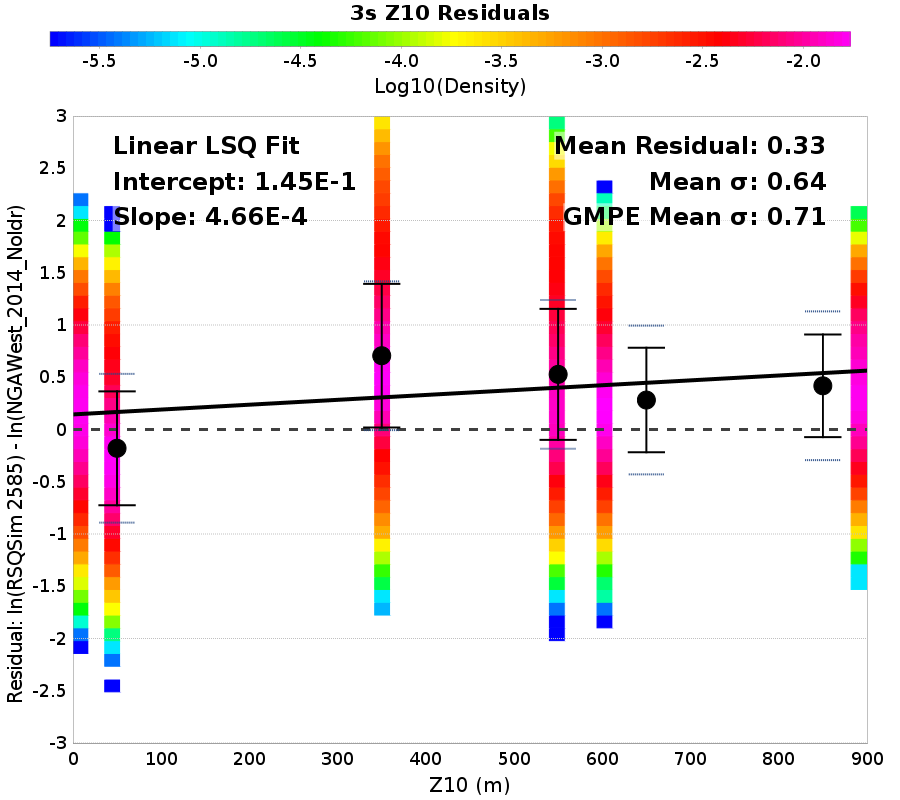 3s Z10 Residuals
-5.5 -5.0 -4.5 -4.0 -3.5 -3.0 -2.5 -2.0
Log10(Density)
Linear LSQ Fit
Intercept: 1.45E-1
Slope: 4.66E-4
Mean Residual: 0.33
Mean σ: 0.64
GMPE Mean σ: 0.71
Residual: ln(RSQSim 2585) - ln(NGAWest_2014_NoIdr)
3
2.5
2
1.5
1
0.5
0
-0.5
-1
-1.5
-2
-2.5
-3
0 100 200 300 400 500 600 700 800 900
Z10 (m)